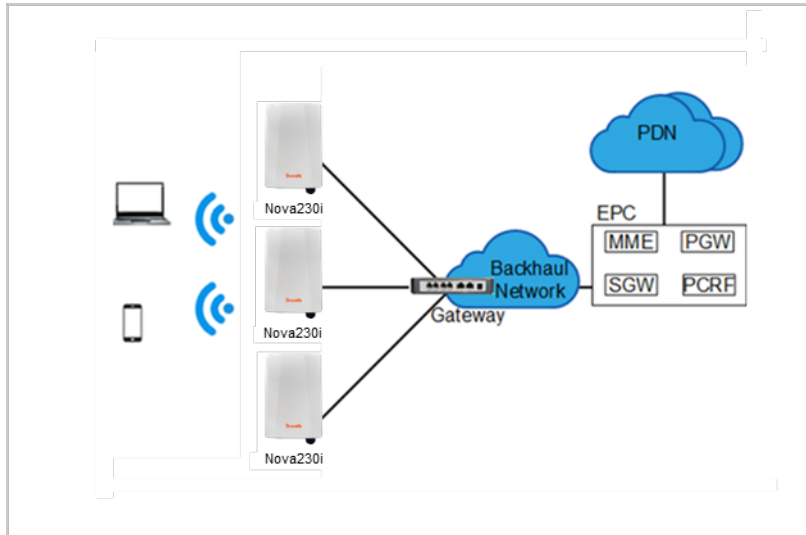 PDN
EPC
MME
PGW
SGW
PCRF
Backhaul
Network
Gateway
Nova230i
Nova230i
Nova230i